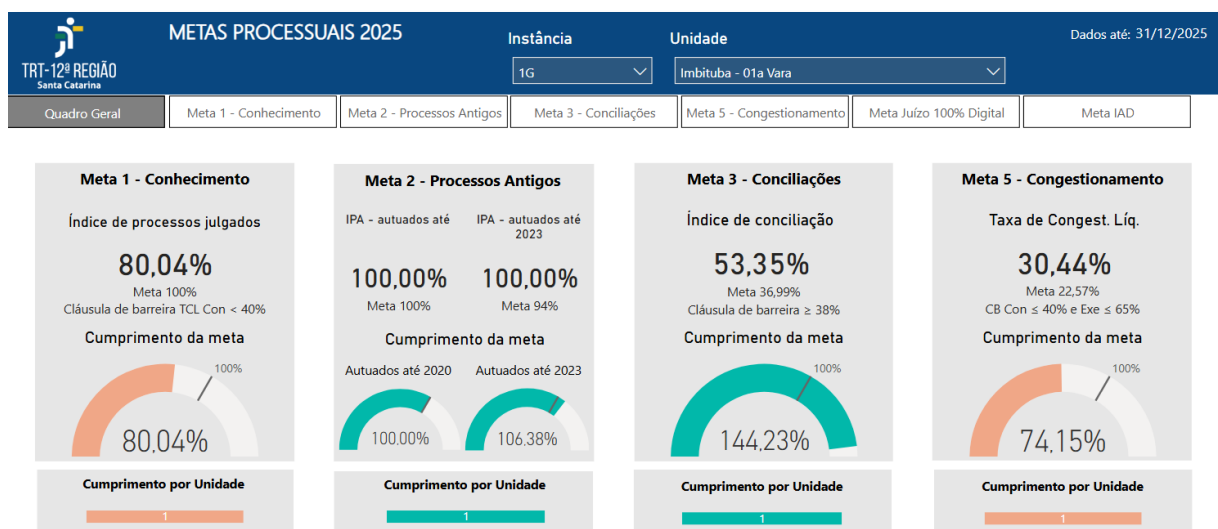 METAS PROCESSUAIS 2025
Instância
Unidade
Dados até: 31/12/2025
TRT-12ª REGIÃO
Santa Catarina
1G
Imbituba - 01a Vara
Quadro Geral
Meta 1 - Conhecimento
Meta 2 - Processos Antigos
Meta 3 - Conciliações
Meta 5 - Congestionamento
Meta Juízo 100% Digital
Meta IAD
Meta 1 - Conhecimento
Índice de processos julgados
80,04%
Meta 100%
Cláusula de barreira TCL Con < 40%
Cumprimento da meta
100%
80,04%
Cumprimento por Unidade
1
Meta 2 - Processos Antigos
IPA - autuados até
IPA - autuados até
2023
100,00%
100,00%
Meta 100%
Meta 94%
Cumprimento da meta
Autuados até 2020
Autuados até 2023
100,00%
106,38%
Cumprimento por Unidade
1
Meta 3 - Conciliações
Índice de conciliação
53,35%
Meta 36,99%
Cláusula de barreira ≥ 38%
Cumprimento da meta
100%
144,23%
Cumprimento por Unidade
1
Meta 5 - Congestionamento
Taxa de Congest. Líq.
30,44%
Meta 22,57%
CB Con ≤ 40% e Exe ≤ 65%
Cumprimento da meta
100%
74,15%
Cumprimento por Unidade
1